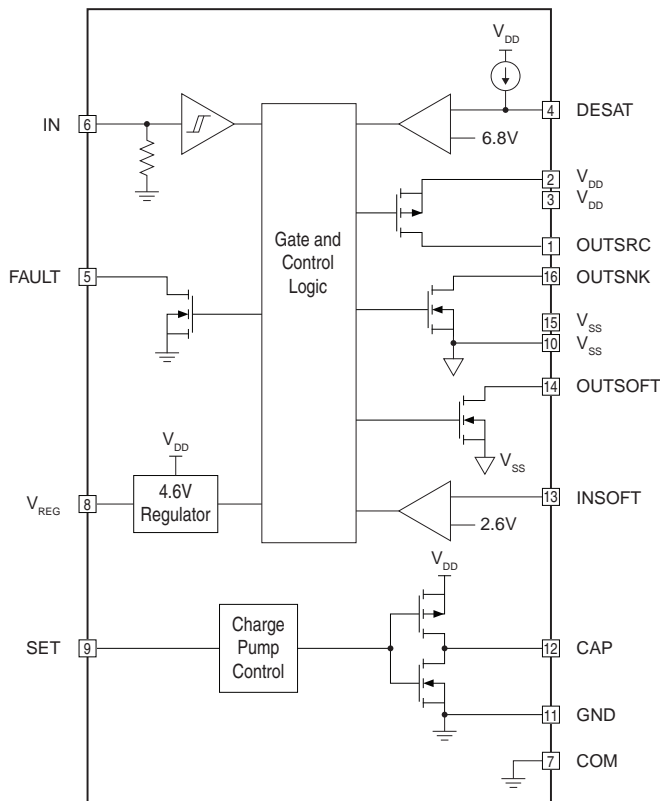 V_DD
IN 6
4 DESAT
6.8V
2 V_DD
3 V_DD
1 OUTSRC
Gate and
Control
Logic
FAULT 5
16 OUTSNK
15 V_SS
10 V_SS
14 OUTSOFT
V_SS
V_DD
V_REG 8
4.6V
Regulator
13 INSOFT
2.6V
V_DD
SET 9
Charge
Pump
Control
12 CAP
11 GND
7 COM